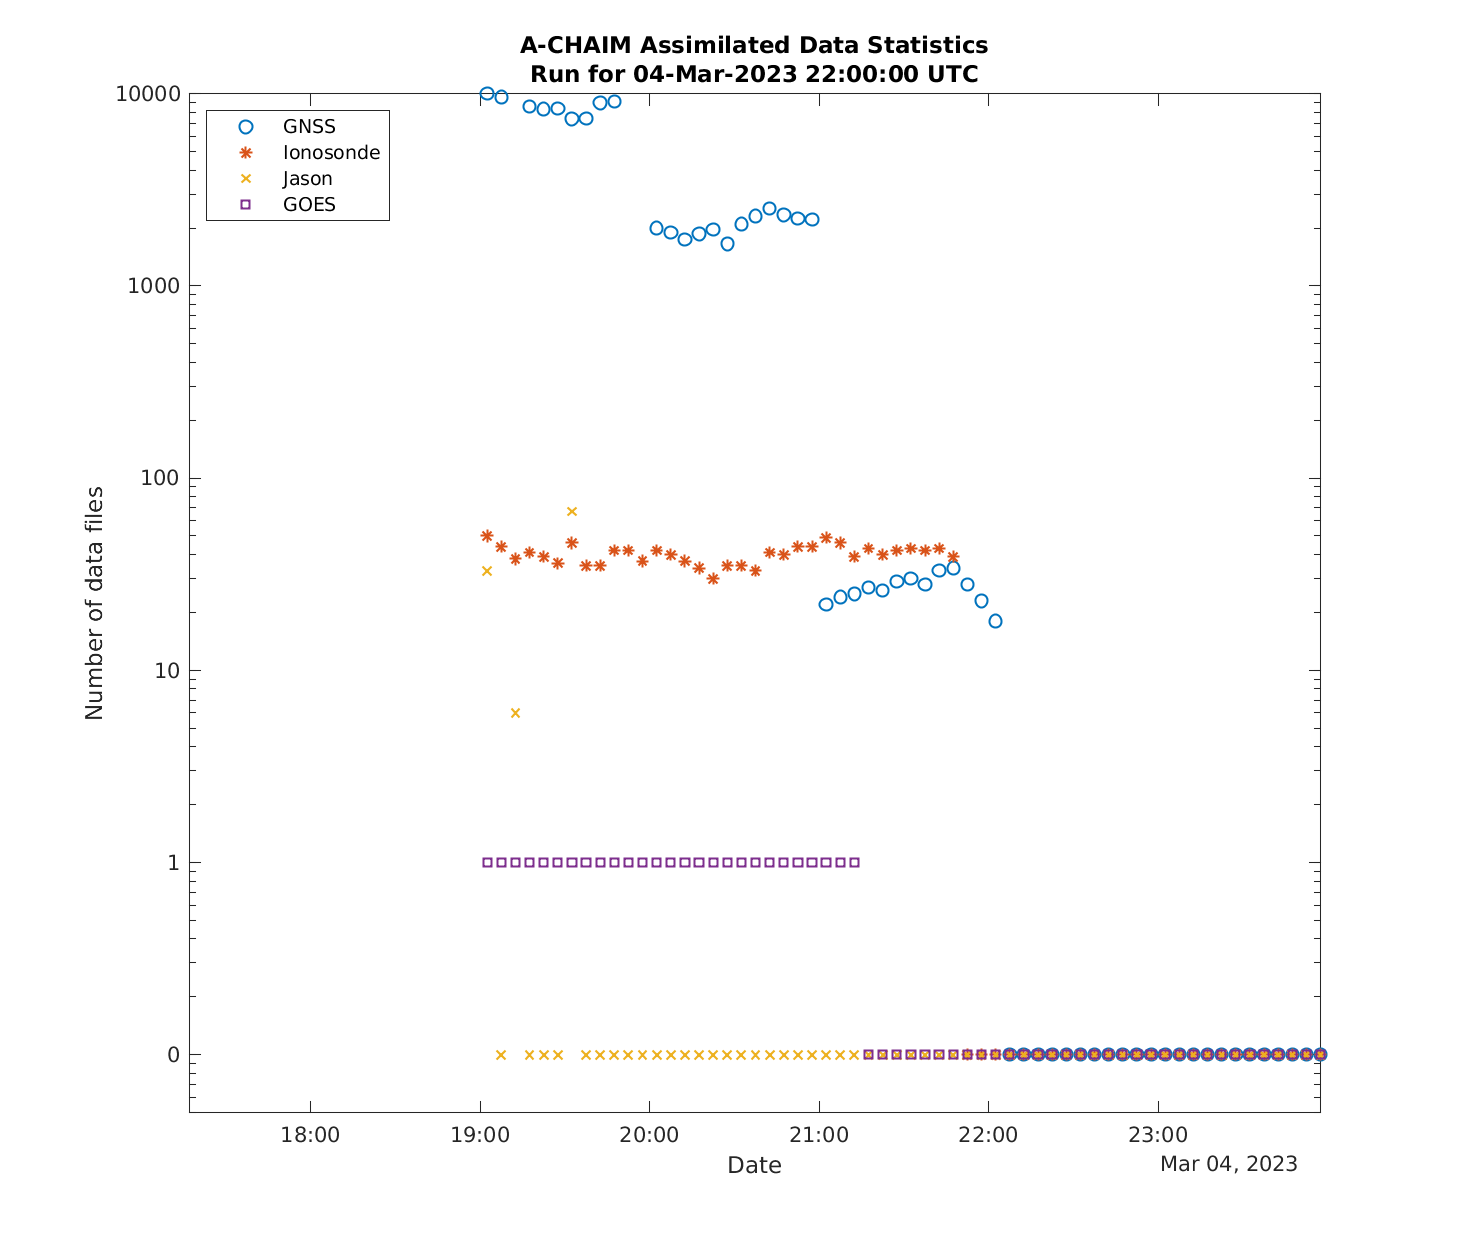 A-CHAIM Assimilated Data Statistics
Run for 04-Mar-2023 22:00:00 UTC
GNSS
Ionosonde
Jason
GOES
Number of data files
10000
1000
100
10
1
0
18:00
19:00
20:00
21:00
22:00
23:00
Date
Mar 04, 2023